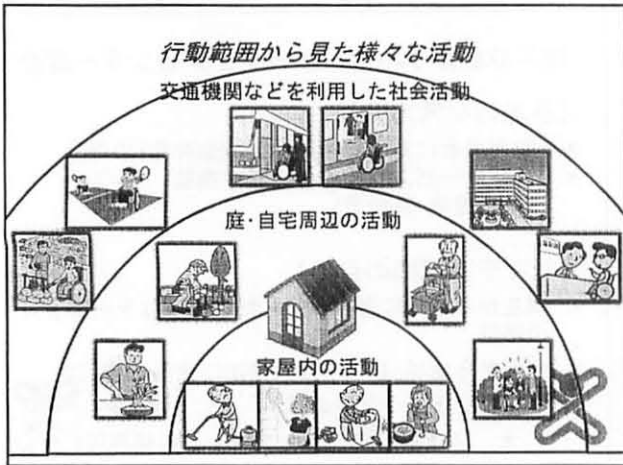 行動範囲から見た様々な活動
交通機関などを利用した社会活動
庭・自宅周辺の活動
家屋内の活動